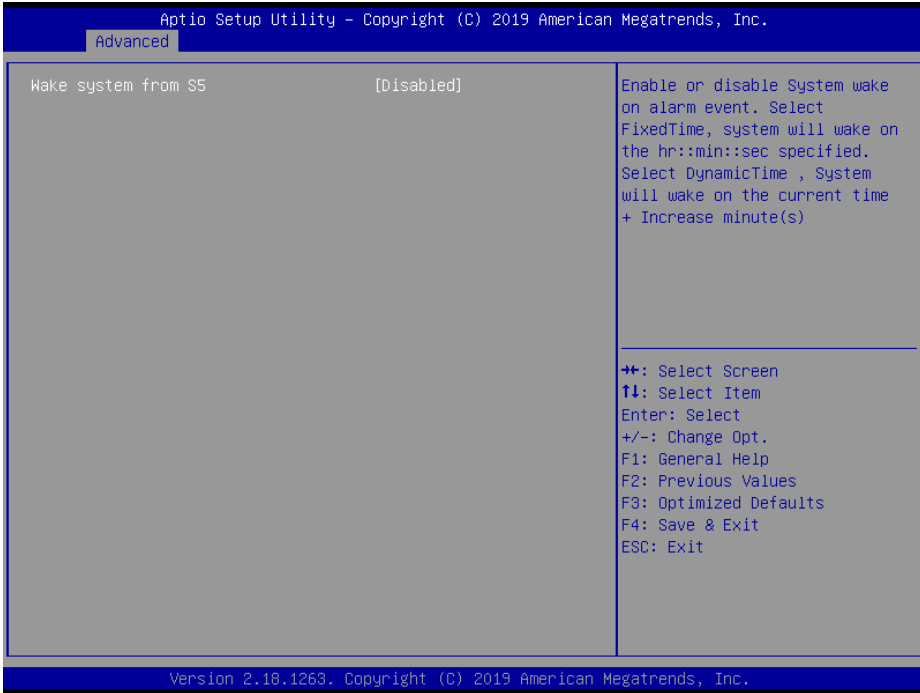 Aptio Setup Utility – Copyright (C) 2019 American Megatrends, Inc.
Advanced
Wake system from S5 [Disabled]
Enable or disable System wake
on alarm event. Select
FixedTime, system will wake on
the hr::min::sec specified.
Select DynamicTime , System
will wake on the current time
+ Increase minute(s)
→←: Select Screen
↑↓: Select Item
Enter: Select
+/-: Change Opt.
F1: General Help
F2: Previous Values
F3: Optimized Defaults
F4: Save & Exit
ESC: Exit
Version 2.18.1263. Copyright (C) 2019 American Megatrends, Inc.